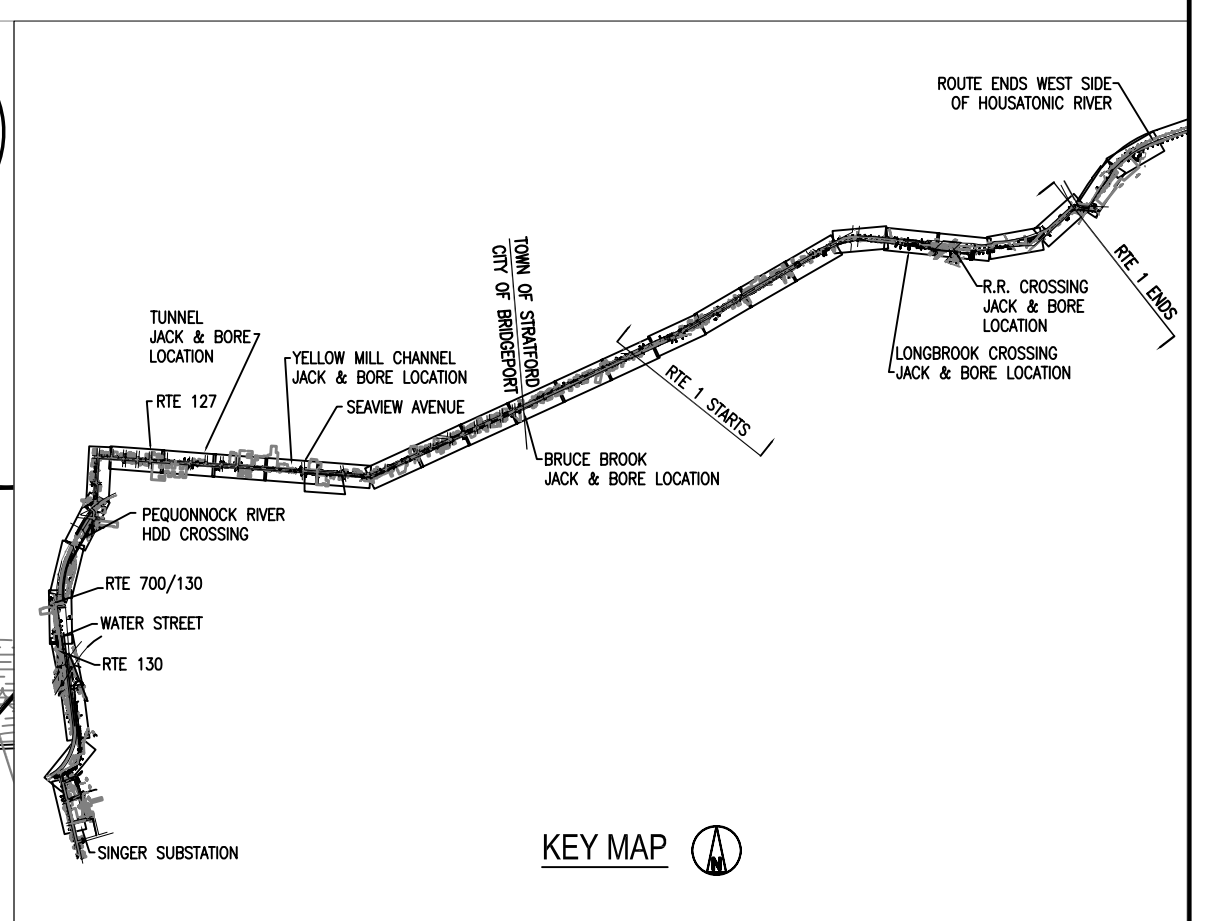 ROUTE ENDS WEST SIDE
OF HOUSATONIC RIVER
TOWN OF STRATFORD
CITY OF BRIDGEPORT
RTE 1 ENDS
R.R. CROSSING
JACK & BORE
LOCATION
TUNNEL
JACK & BORE
LOCATION
YELLOW MILL CHANNEL
JACK & BORE LOCATION
LONGBROOK CROSSING
JACK & BORE LOCATION
RTE 127
SEAVIEW AVENUE
RTE 1 STARTS
BRUCE BROOK
JACK & BORE LOCATION
PEQUONNOCK RIVER
HDD CROSSING
RTE 700/130
WATER STREET
RTE 130
SINGER SUBSTATION
KEY MAP
N